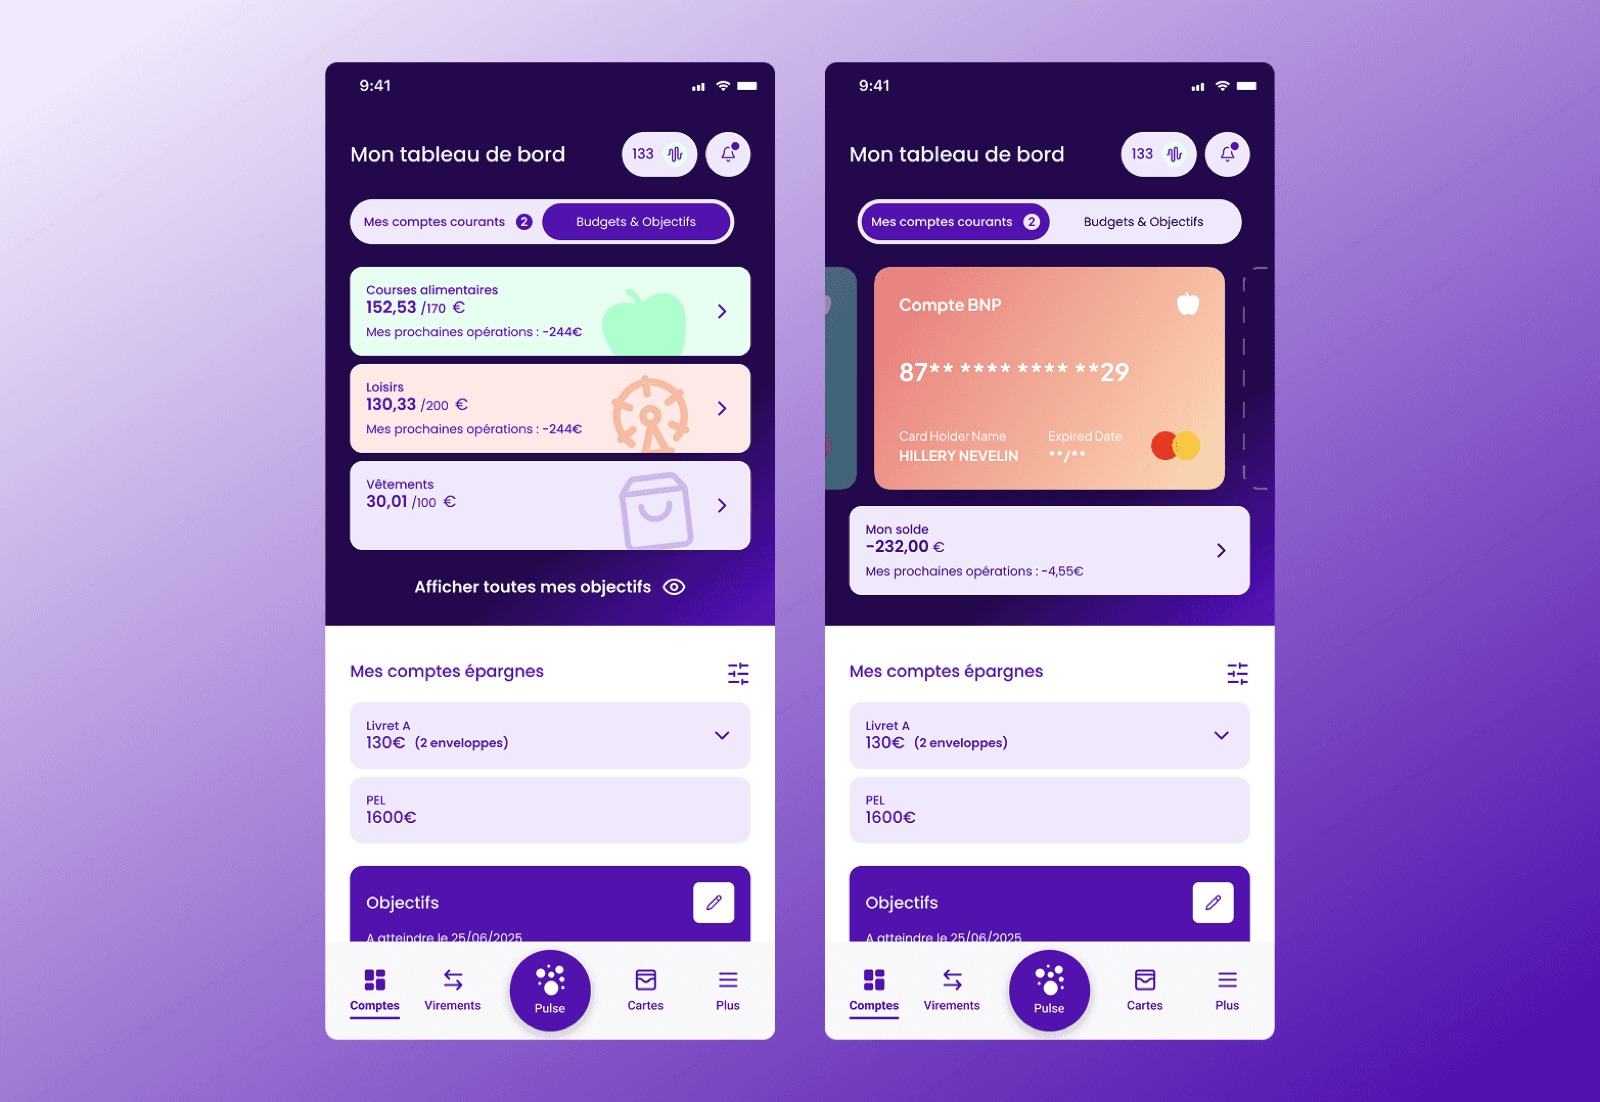 9:41
Mon tableau de bord
133
Mes comptes courants 2
Budgets & Objectifs
Courses alimentaires
152,53 /170 €
Mes prochaines opérations : -244€
Loisirs
130,33 /200 €
Mes prochaines opérations : -244€
Vêtements
30,01 /100 €
Afficher toutes mes objectifs
Mes comptes épargnes
Livret A
130€ (2 enveloppes)
PEL
1600€
Objectifs
A atteindre le 25/06/2025
Comptes
Virements
Pulse
Cartes
Plus
9:41
Mon tableau de bord
133
Mes comptes courants 2
Budgets & Objectifs
Compte BNP
87** **** **** **29
Card Holder Name
Expired Date
HILLERY NEVELIN
**/**
Mon solde
-232,00 €
Mes prochaines opérations : -4,55€
Mes comptes épargnes
Livret A
130€ (2 enveloppes)
PEL
1600€
Objectifs
A atteindre le 25/06/2025
Comptes
Virements
Pulse
Cartes
Plus